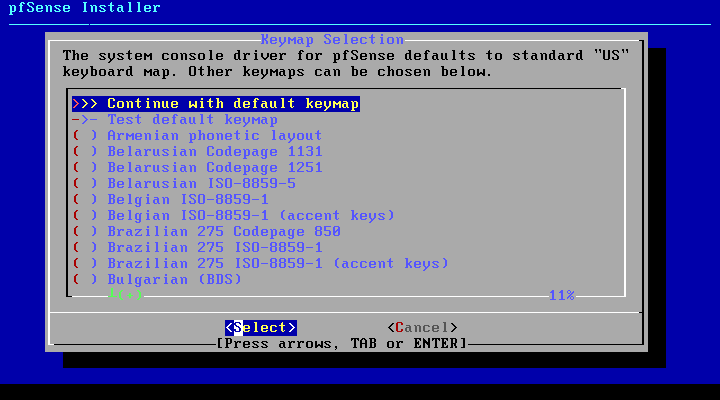 pfSense Installer
Keymap Selection
The system console driver for pfSense defaults to standard "US"
keyboard map. Other keymaps can be chosen below.
>>> Continue with default keymap
->- Test default keymap
( ) Armenian phonetic layout
( ) Belarusian Codepage 1131
( ) Belarusian Codepage 1251
( ) Belarusian ISO-8859-5
( ) Belgian ISO-8859-1
( ) Belgian ISO-8859-1 (accent keys)
( ) Brazilian 275 Codepage 850
( ) Brazilian 275 ISO-8859-1
( ) Brazilian 275 ISO-8859-1 (accent keys)
( ) Bulgarian (BDS)
┴(+) 11%
<Select> <Cancel>
[Press arrows, TAB or ENTER]